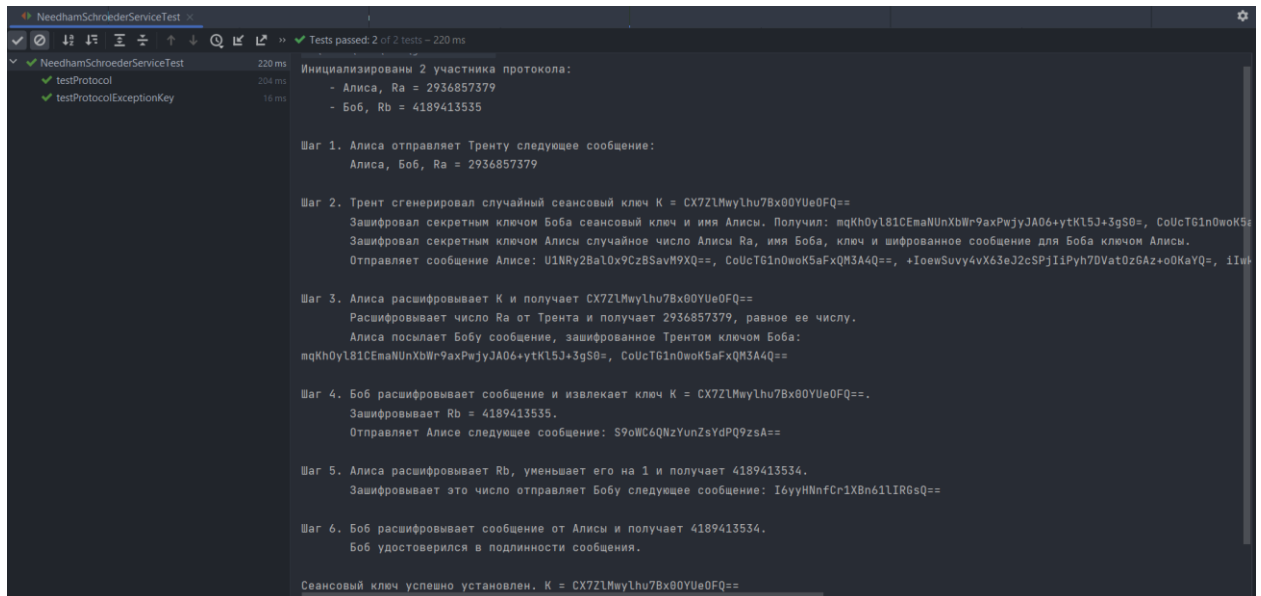 NeedhamSchroederServiceTest
Tests passed: 2 of 2 tests – 220 ms
NeedhamSchroederServiceTest 220 ms
testProtocol 204 ms
testProtocolExceptionKey 16 ms
Инициализированы 2 участника протокола:
- Алиса, Ra = 2936857379
- Боб, Rb = 4189413535
Шаг 1. Алиса отправляет Тренту следующее сообщение:
Алиса, Боб, Ra = 2936857379
Шаг 2. Трент сгенерировал случайный сеансовый ключ K = CX7ZlMwylhu7Bx00YUeOFQ==
Зашифровал секретным ключом Боба сеансовый ключ и имя Алисы. Получил: mqKhOyl81CEmaNUnXbWr9axPwjyJAO6+ytKl5J+3gS0=, CoUcTG1nOwoK5a
Зашифровал секретным ключом Алисы случайное число Алисы Ra, имя Боба, ключ и шифрованное сообщение для Боба ключом Алисы.
Отправляет сообщение Алисе: U1NRy2BalOx9CzBSavM9XQ==, CoUcTG1nOwoK5aFxQM3A4Q==, +IoewSuvy4vX63eJ2cSPjIiPyh7DVatOzGAz+oOKaYQ=, iIwk
Шаг 3. Алиса расшифровывает K и получает CX7ZlMwylhu7Bx00YUeOFQ==
Расшифровывает число Ra от Трента и получает 2936857379, равное ее числу.
Алиса посылает Бобу сообщение, зашифрованное Трентом ключом Боба:
mqKhOyl81CEmaNUnXbWr9axPwjyJAO6+ytKl5J+3gS0=, CoUcTG1nOwoK5aFxQM3A4Q==
Шаг 4. Боб расшифровывает сообщение и извлекает ключ K = CX7ZlMwylhu7Bx00YUeOFQ==.
Зашифровывает Rb = 4189413535.
Отправляет Алисе следующее сообщение: S9oWC6QNzYunZsYdPQ9zsA==
Шаг 5. Алиса расшифровывает Rb, уменьшает его на 1 и получает 4189413534.
Зашифровывает это число отправляет Бобу следующее сообщение: I6yyHNnfCr1XBn61lIRGsQ==
Шаг 6. Боб расшифровывает сообщение от Алисы и получает 4189413534.
Боб удостоверился в подлинности сообщения.
Сеансовый ключ успешно установлен. K = CX7ZlMwylhu7Bx00YUeOFQ==